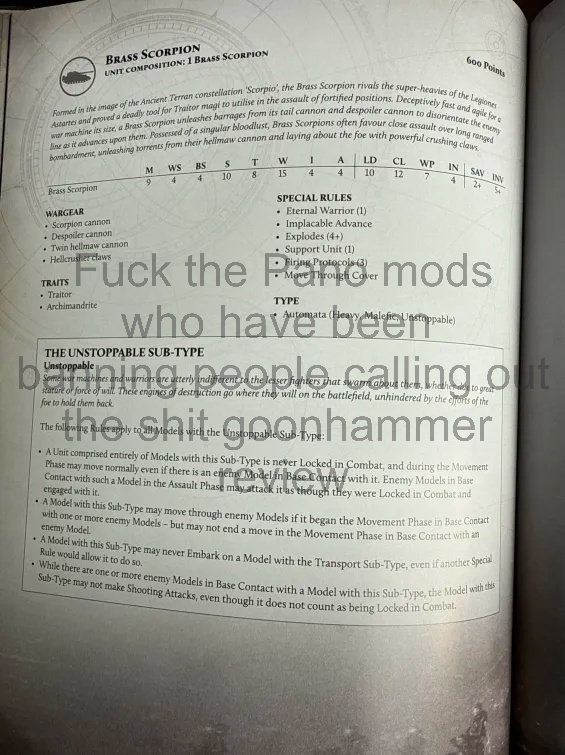 BRASS SCORPION
UNIT COMPOSITION: 1 BRASS SCORPION
600 Points
Formed in the image of the Ancient Terran constellation 'Scorpio', the Brass Scorpion rivals the super-heavies of the Legiones
Astartes and proved a deadly tool for Traitor magi to utilise in the assault of fortified positions. Deceptively fast and agile for a
war machine its size, a Brass Scorpion unleashes barrages from its tail cannon and despoiler cannon to disorientate the enemy
line as it advances upon them. Possessed of a singular bloodlust, Brass Scorpions often favour close assault over long ranged
bombardment, unleashing torrents from their hellmaw cannon and laying about the foe with powerful crushing claws.
M WS BS S T W I A LD CL WP IN SAV INV
Brass Scorpion 9 4 4 10 8 15 4 4 10 12 7 4 2+ 5+
WARGEAR
• Scorpion cannon
• Despoiler cannon
• Twin hellmaw cannon
• Hellcrusher claws
TRAITS
• Traitor
• Archimandrite
SPECIAL RULES
• Eternal Warrior (1)
• Implacable Advance
• Explodes (4+)
• Support Unit (1)
• Firing Protocols (3)
• Move Through Cover
TYPE
• Automata (Heavy, Malefic, Unstoppable)
Fuck the Pano mods
who have been
banning people calling out
the shit goonhammer
review
THE UNSTOPPABLE SUB-TYPE
Unstoppable
Some war machines and warriors are utterly indifferent to the lesser fighters that swarm about them, whether due to great
stature or force of will. These engines of destruction go where they will on the battlefield, unhindered by the efforts of the
foe to hold them back.
The following Rules apply to all Models with the Unstoppable Sub-Type:
• A Unit comprised entirely of Models with this Sub-Type is never Locked in Combat, and during the Movement
Phase may move normally even if there is an enemy Model in Base Contact with it. Enemy Models in Base
Contact with such a Model in the Assault Phase may attack it as though they were Locked in Combat and
engaged with it.
• A Model with this Sub-Type may move through enemy Models if it began the Movement Phase in Base Contact
with one or more enemy Models – but may not end a move in the Movement Phase in Base Contact with an
enemy Model.
• A Model with this Sub-Type may never Embark on a Model with the Transport Sub-Type, even if another Special
Rule would allow it to do so.
• While there are one or more enemy Models in Base Contact with a Model with this Sub-Type, the Model with this
Sub-Type may not make Shooting Attacks, even though it does not count as being Locked in Combat.